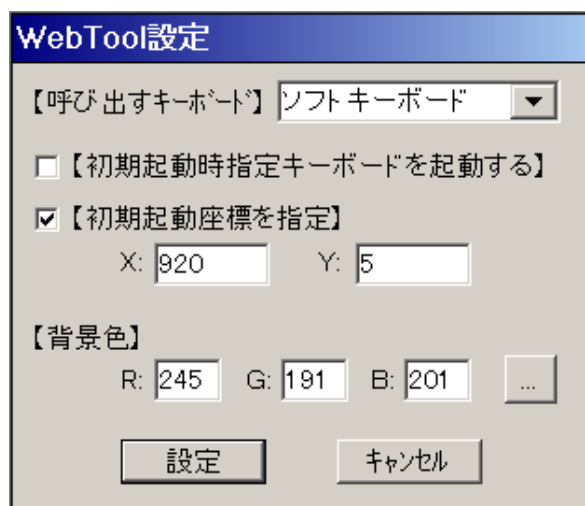 WebTool設定
【呼び出すｷｰﾎﾞｰﾄﾞ】 ソフトキーボード
【初期起動時指定キーボードを起動する】
【初期起動座標を指定】
X: 920 Y: 5
【背景色】
R: 245 G: 191 B: 201 ...
設定 ｷｬﾝｾﾙ